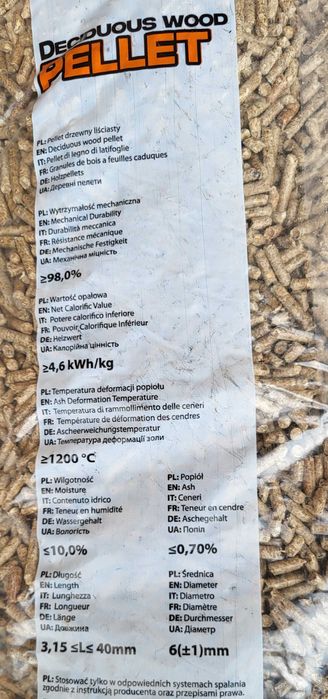 DECIDUOUS WOOD
PELLET
PL: Pellet drzewny liściasty
EN: Deciduous wood pellet
IT: Pellet di legno di latifoglie
FR: Granules de bois a feuilles caduques
DE: Holzpellets
UA: Деревні пелети
PL: Wytrzymałość mechaniczna
EN: Mechanical Durability
IT: Durabilità meccanica
FR: Résistance mécanique
DE: Mechanische Festigkeit
UA: Механічна міцність
≥98,0%
PL: Wartość opałowa
EN: Net Calorific Value
IT: Potere calorifico inferiore
FR: Pouvoir Calorifique Inférieur
DE: Heizwert
UA: Калорійна цінність
≥4,6 kWh/kg
PL: Temperatura deformacji popiołu
EN: Ash Deformation Temperature
IT: Temperatura di rammollimento delle ceneri
FR: Température de déformation des cendres
DE: Ascheerweichungstemperatur
UA: Температура деформації золи
≥1200 °C
PL: Wilgotność
EN: Moisture
IT: Contenuto idrico
FR: Teneur en humidité
DE: Wassergehalt
UA: Вологість
≤10,0%
PL: Popiół
EN: Ash
IT: Ceneri
FR: Teneur en cendre
DE: Aschegehalt
UA: Попіл
≤0,70%
PL: Długość
EN: Length
IT: Lunghezza
FR: Longueur
DE: Länge
UA: Довжина
3,15 ≤L≤ 40mm
PL: Średnica
EN: Diameter
IT: Diametro
FR: Diamètre
DE: Durchmesser
UA: Діаметр
6(±1)mm
PL: Stosować tylko w odpowiednich systemach spalania
zgodnie z instrukcją producenta oraz przepisami prawa.